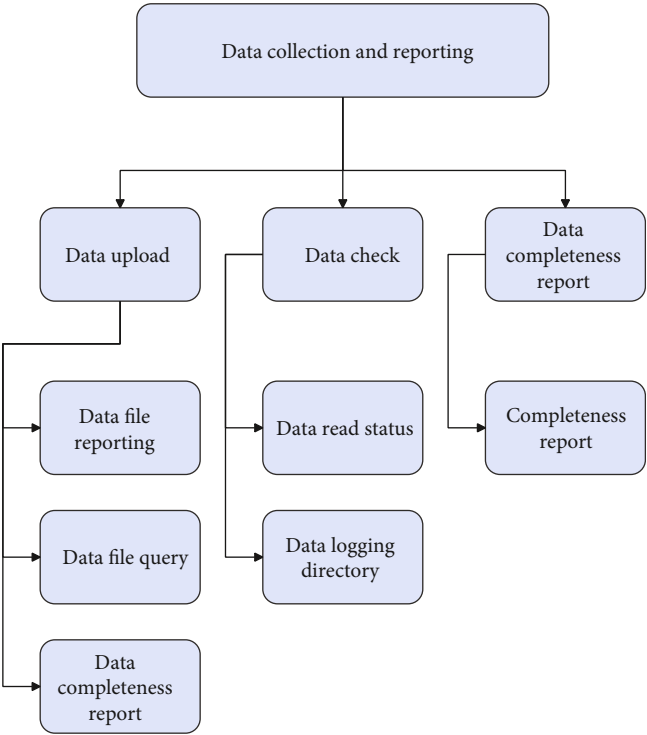 Data collection and reporting
Data upload
Data check
Data
completeness
report
Data file
reporting
Data read status
Completeness
report
Data file query
Data logging
directory
Data
completeness
report